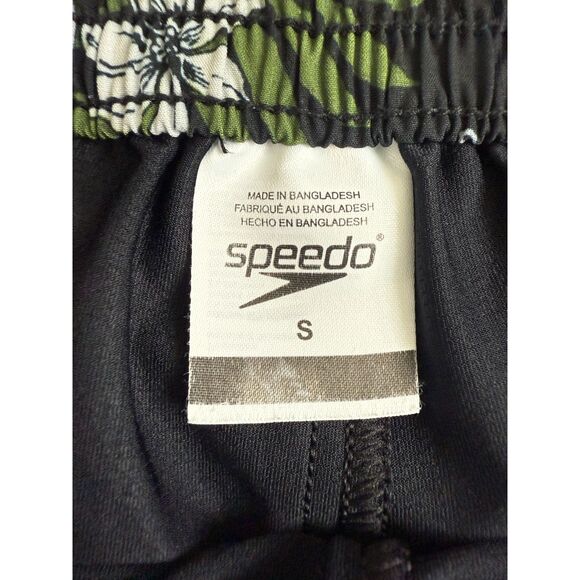 MADE IN BANGLADESH
FABRIQUÉ AU BANGLADESH
HECHO EN BANGLADESH
speedo®
S